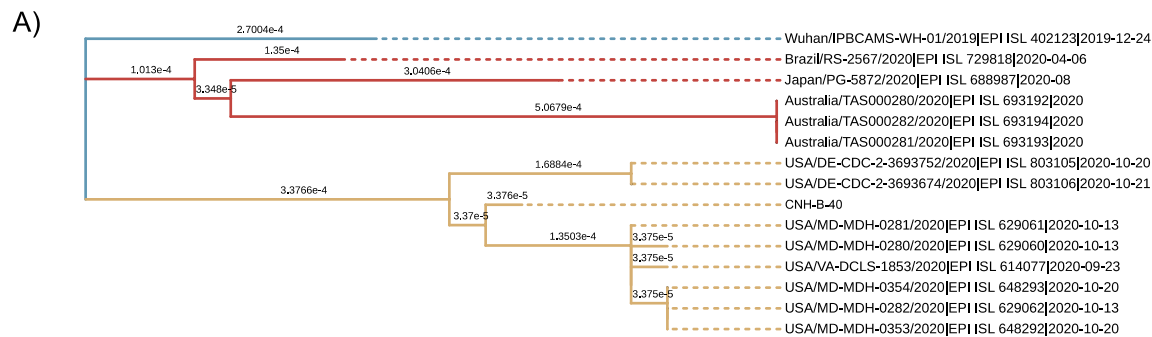 A)
2.7004e-4
Wuhan/IPBCAMS-WH-01/2019|EPI ISL 402123|2019-12-24
1.35e-4
Brazil/RS-2567/2020|EPI ISL 729818|2020-04-06
1.013e-4
3.0406e-4
Japan/PG-5872/2020|EPI ISL 688987|2020-08
3.348e-5
Australia/TAS000280/2020|EPI ISL 693192|2020
5.0679e-4
Australia/TAS000282/2020|EPI ISL 693194|2020
Australia/TAS000281/2020|EPI ISL 693193|2020
1.6884e-4
USA/DE-CDC-2-3693752/2020|EPI ISL 803105|2020-10-20
USA/DE-CDC-2-3693674/2020|EPI ISL 803106|2020-10-21
3.3766e-4
3.376e-5
CNH-B-40
3.37e-5
USA/MD-MDH-0281/2020|EPI ISL 629061|2020-10-13
1.3503e-4
3.375e-5
USA/MD-MDH-0280/2020|EPI ISL 629060|2020-10-13
3.375e-5
USA/VA-DCLS-1853/2020|EPI ISL 614077|2020-09-23
3.375e-5
USA/MD-MDH-0354/2020|EPI ISL 648293|2020-10-20
USA/MD-MDH-0282/2020|EPI ISL 629062|2020-10-13
USA/MD-MDH-0353/2020|EPI ISL 648292|2020-10-20